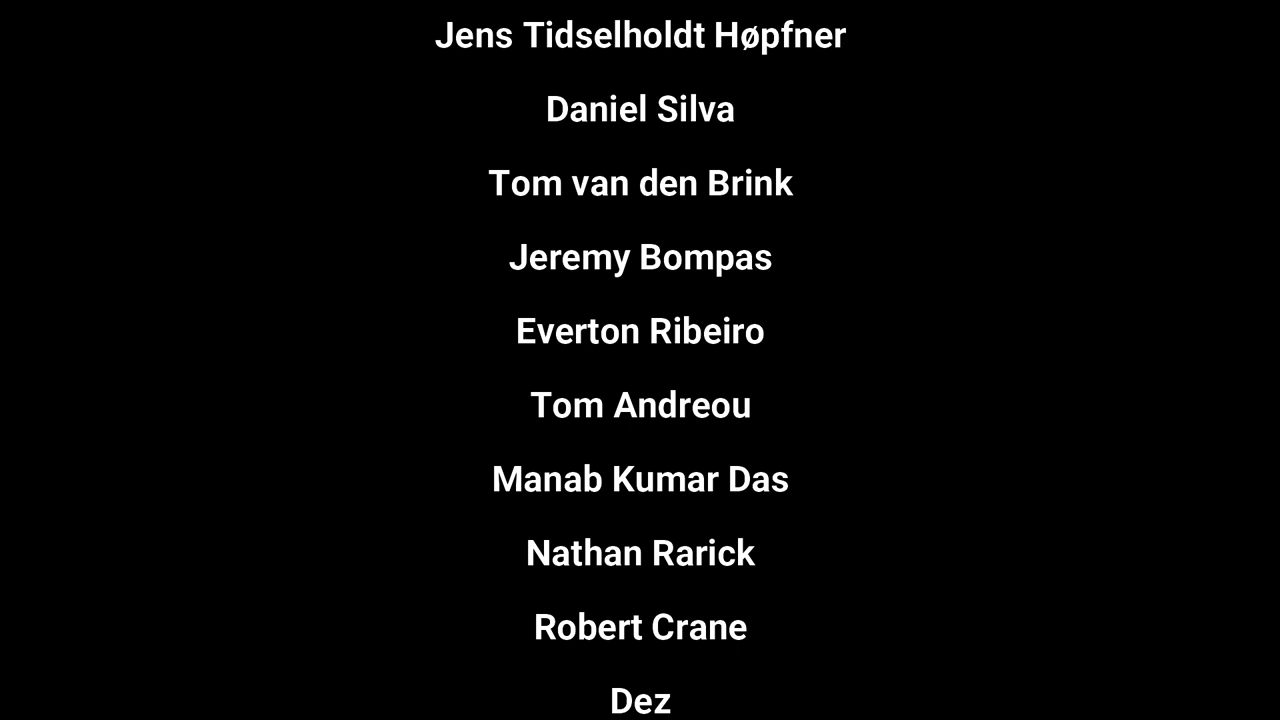 Jens Tidselholdt Høpfner
Daniel Silva
Tom van den Brink
Jeremy Bompas
Everton Ribeiro
Tom Andreou
Manab Kumar Das
Nathan Rarick
Robert Crane
Dez